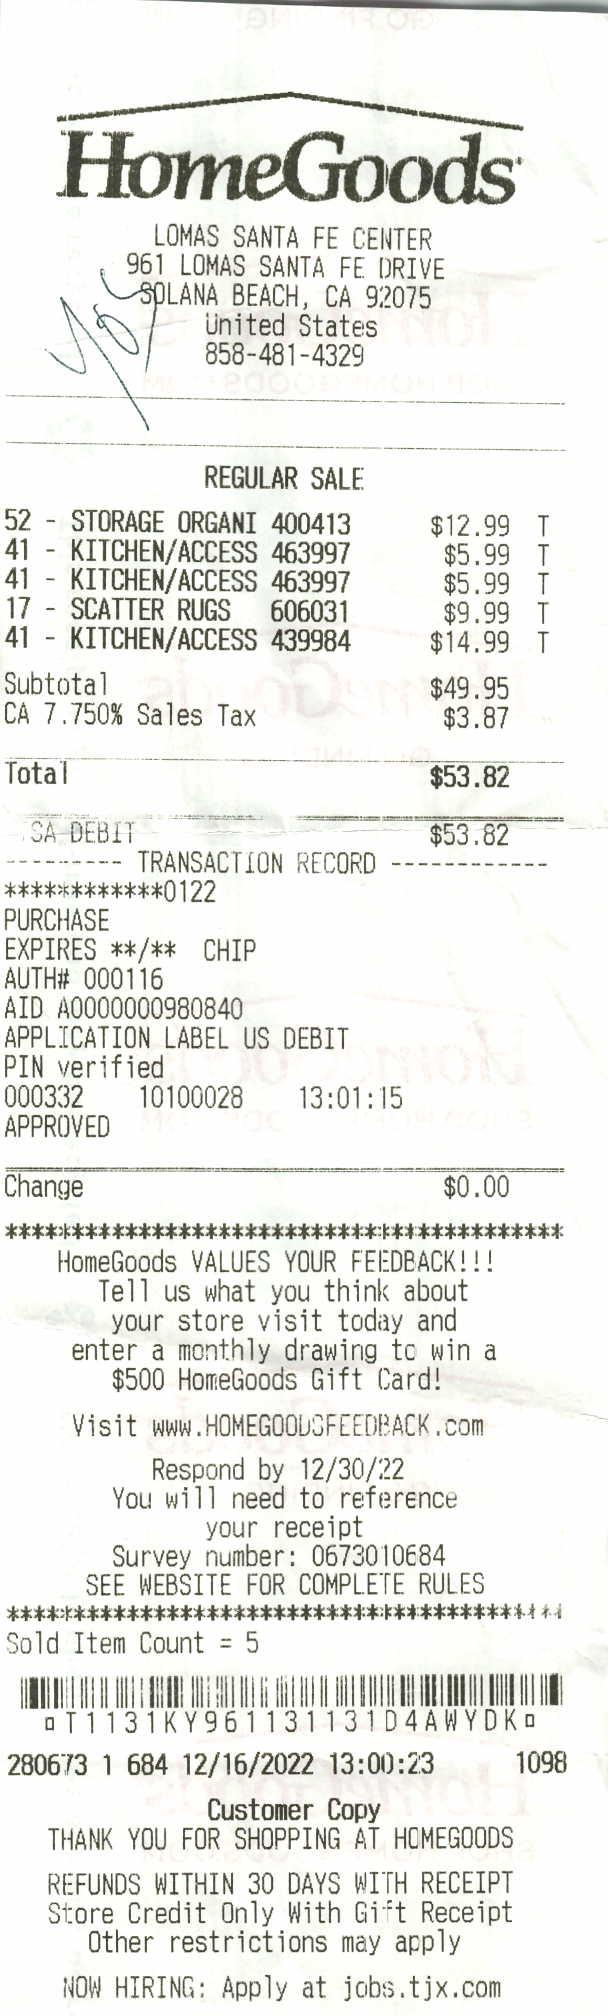 HomeGoods
LOMAS SANTA FE CENTER
961 LOMAS SANTA FE DRIVE
SOLANA BEACH, CA 92075
United States
858-481-4329
REGULAR SALE
52 - STORAGE ORGANI 400413 $12.99 T
41 - KITCHEN/ACCESS 463997 $5.99 T
41 - KITCHEN/ACCESS 463997 $5.99 T
17 - SCATTER RUGS 606031 $9.99 T
41 - KITCHEN/ACCESS 439984 $14.99 T
Subtotal $49.95
CA 7.750% Sales Tax $3.87
Total $53.82
SA DEBIT $53.82
--------- TRANSACTION RECORD ------------
************0122
PURCHASE
EXPIRES **/** CHIP
AUTH# 000116
AID A0000000980840
APPLICATION LABEL US DEBIT
PIN verified
000332 10100028 13:01:15
APPROVED
Change $0.00
******************************************
HomeGoods VALUES YOUR FEEDBACK!!!
Tell us what you think about
your store visit today and
enter a monthly drawing to win a
$500 HomeGoods Gift Card!
Visit www.HOMEGOODSFEEDBACK.com
Respond by 12/30/22
You will need to reference
your receipt
Survey number: 0673010684
SEE WEBSITE FOR COMPLETE RULES
******************************************
Sold Item Count = 5
¤T1131KY961131131D4AWYDK¤
280673 1 684 12/16/2022 13:00:23 1098
Customer Copy
THANK YOU FOR SHOPPING AT HOMEGOODS
REFUNDS WITHIN 30 DAYS WITH RECEIPT
Store Credit Only With Gift Receipt
Other restrictions may apply
NOW HIRING: Apply at jobs.tjx.com